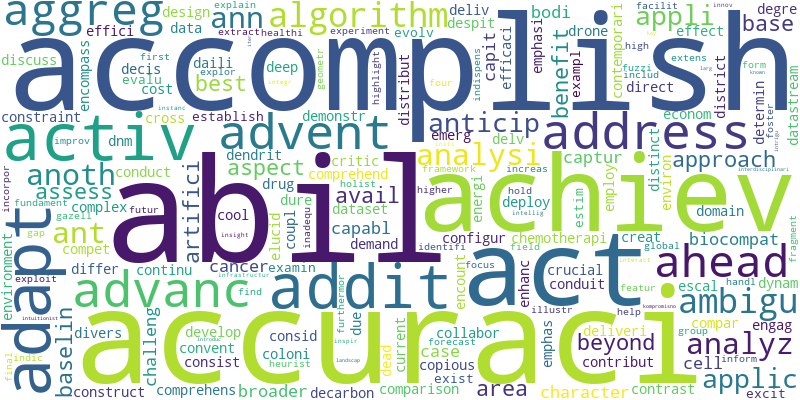 aggreg
effici
design
data
explain
extract
healthi
ann
algorithm
deliv
despit
evolv
bodi
drone
appli
facilit
innov
degre
base
accomplish
discuss
encompass
decis
evalu
first
daili
explor
cost
best
deep
geometr
experiment
highlight
distribut
capit
efficaci
emphasi
exampl
benefit
contemporari
fuzzi
high
includ
effect
extens
larg
form
known
direct
district
determin
foster
datastream
indispens
four
integr
instanc
constraint
cross
establish
demonstr
econom
activ
improv
dnm
advent
anticip
emerg
address
distinct
intrigu
interdisciplinari
incorpor
anoth
conduct
assess
complex
fundament
gazell
futur
gap
compet
ant
cool
insight
dendrit
aspect
artifici
drug
elucid
coupl
dure
inadequ
critic
holist
comprehend
avail
dataset
capabl
demand
identifi
analysi
framework
higher
delv
captur
energi
increas
hold
deploy
intellig
employ
estim
environ
approach
domain
fragment
abil
achiev
adapt
environment
exploit
differ
continu
cancer
examin
infrastructur
find
configur
field
focus
chemotherapi
encount
enhanc
crucial
conduit
featur
illustr
creat
global
escal
biocompat
handl
dynam
act
ahead
advanc
addit
accuraci
ambigu
compar
engag
group
analyz
baselin
challeng
divers
develop
convent
consist
consid
coloni
heurist
furthermor
inspir
landscap
due
dead
current
forecast
case
comparison
collabor
copious
exist
area
emphas
deliveri
help
beyond
contribut
character
cell
inform
applic
contrast
excit
kompromisno
final
indic
intuitionist
construct
comprehens
introduc
broader
decarbon